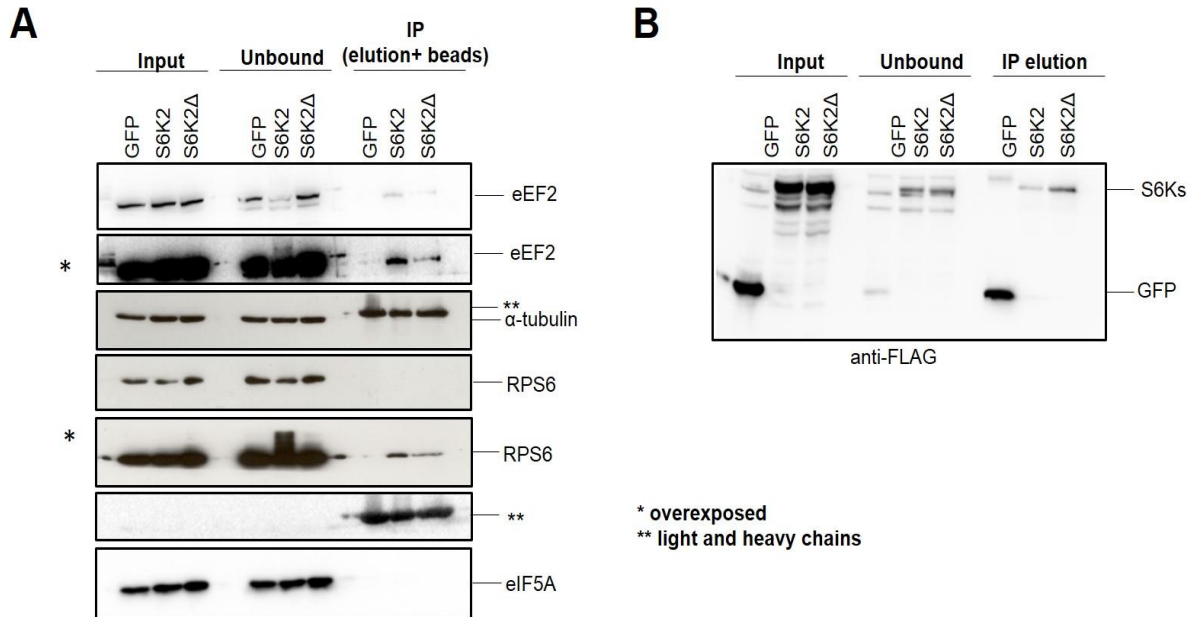 A
Input
Unbound
IP
(elution+ beads)
GFP
S6K2
S6K2Δ
GFP
S6K2
S6K2Δ
GFP
S6K2
S6K2Δ
eEF2
*
eEF2
**
α-tubulin
RPS6
*
RPS6
**
eIF5A
B
Input
Unbound
IP elution
GFP
S6K2
S6K2Δ
GFP
S6K2
S6K2Δ
GFP
S6K2
S6K2Δ
S6Ks
GFP
anti-FLAG
* overexposed
** light and heavy chains